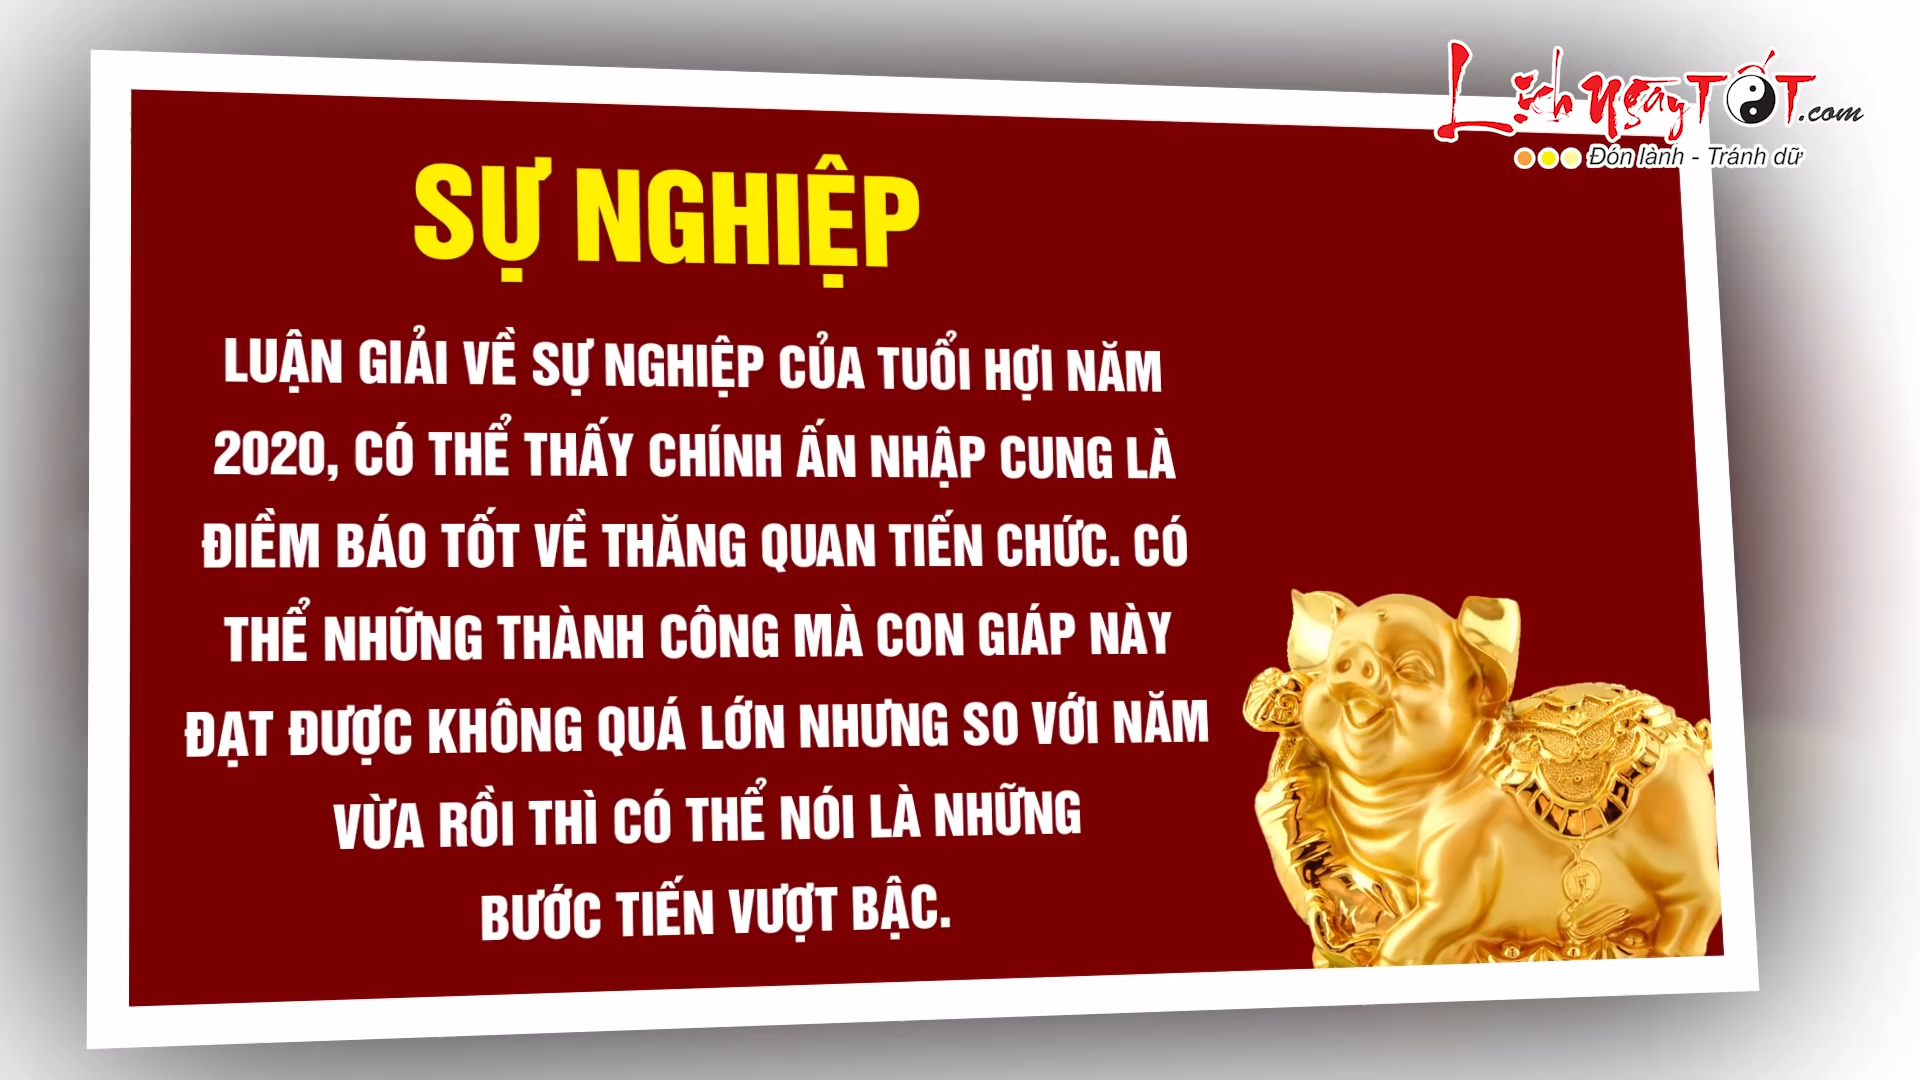 LịchNgàyTỐT.com
Đón lành - Tránh dữ
SỰ NGHIỆP
LUẬN GIẢI VỀ SỰ NGHIỆP CỦA TUỔI HỢI NĂM
2020, CÓ THỂ THẤY CHÍNH ẤN NHẬP CUNG LÀ
ĐIỀM BÁO TỐT VỀ THĂNG QUAN TIẾN CHỨC. CÓ
THỂ NHỮNG THÀNH CÔNG MÀ CON GIÁP NÀY
ĐẠT ĐƯỢC KHÔNG QUÁ LỚN NHƯNG SO VỚI NĂM
VỪA RỒI THÌ CÓ THỂ NÓI LÀ NHỮNG
BƯỚC TIẾN VƯỢT BẬC.